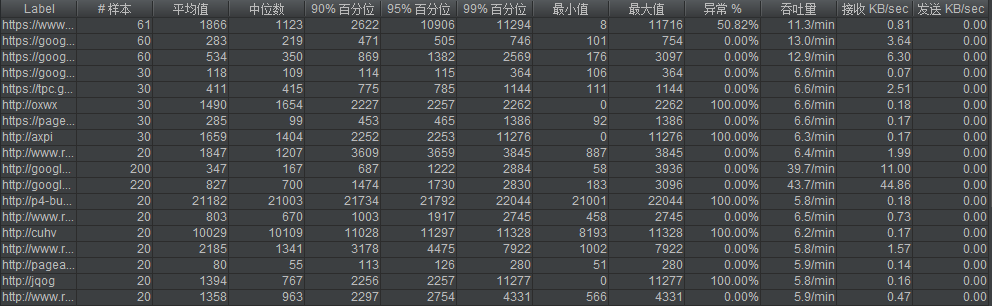 Label # 样本 平均值 中位数 90% 百分位 95% 百分位 99% 百分位 最小值 最大值 异常 % 吞吐量 接收 KB/sec 发送 KB/sec
https://www... 61 1866 1123 2622 10906 11294 8 11716 50.82% 11.3/min 0.81 0.00
https://goog... 60 283 219 471 505 746 101 754 0.00% 13.0/min 3.64 0.00
https://goog... 60 534 350 869 1382 2569 176 3097 0.00% 12.9/min 6.30 0.00
https://goog... 30 118 109 114 115 364 106 364 0.00% 6.6/min 0.07 0.00
https://tpc.g... 30 411 415 775 785 1144 111 1144 0.00% 6.6/min 2.51 0.00
http://oxwx 30 1490 1654 2227 2257 2262 0 2262 100.00% 6.6/min 0.18 0.00
https://page... 30 285 99 453 465 1386 92 1386 0.00% 6.6/min 0.17 0.00
http://axpi 30 1659 1404 2252 2253 11276 0 11276 100.00% 6.3/min 0.17 0.00
http://www.r... 20 1847 1207 3609 3659 3845 887 3845 0.00% 6.4/min 1.99 0.00
http://googl... 200 347 167 687 1222 2884 58 3936 0.00% 39.7/min 11.00 0.00
http://googl... 220 827 700 1474 1730 2830 183 3096 0.00% 43.7/min 44.86 0.00
http://p4-bu... 20 21182 21003 21734 21792 22044 21001 22044 100.00% 5.8/min 0.18 0.00
http://www.r... 20 803 670 1003 1917 2745 458 2745 0.00% 6.5/min 0.73 0.00
http://cuhv 20 10029 10109 11028 11297 11328 8193 11328 100.00% 6.2/min 0.17 0.00
http://www.r... 20 2185 1341 3178 4475 7922 1002 7922 0.00% 5.8/min 1.57 0.00
http://pagea... 20 80 55 113 126 280 51 280 0.00% 5.9/min 0.14 0.00
http://jqog 20 1394 767 2256 2257 11277 0 11277 100.00% 5.8/min 0.16 0.00
http://www.r... 20 1358 963 2297 2754 4331 566 4331 0.00% 5.9/min 0.47 0.00